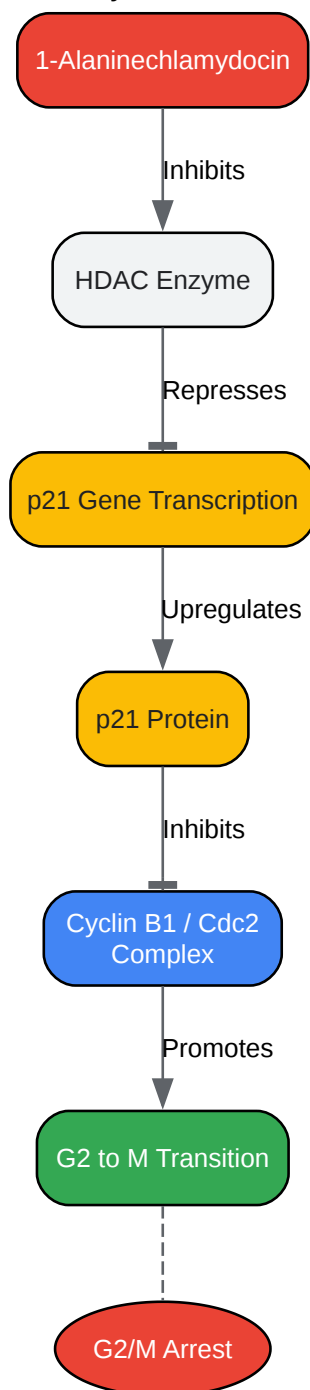 1-Alaninechlamydocin
Inhibits
HDAC Enzyme
Represses
p21 Gene Transcription
Upregulates
p21 Protein
Inhibits
Cyclin B1 / Cdc2
Complex
Promotes
G2 to M Transition
G2/M Arrest